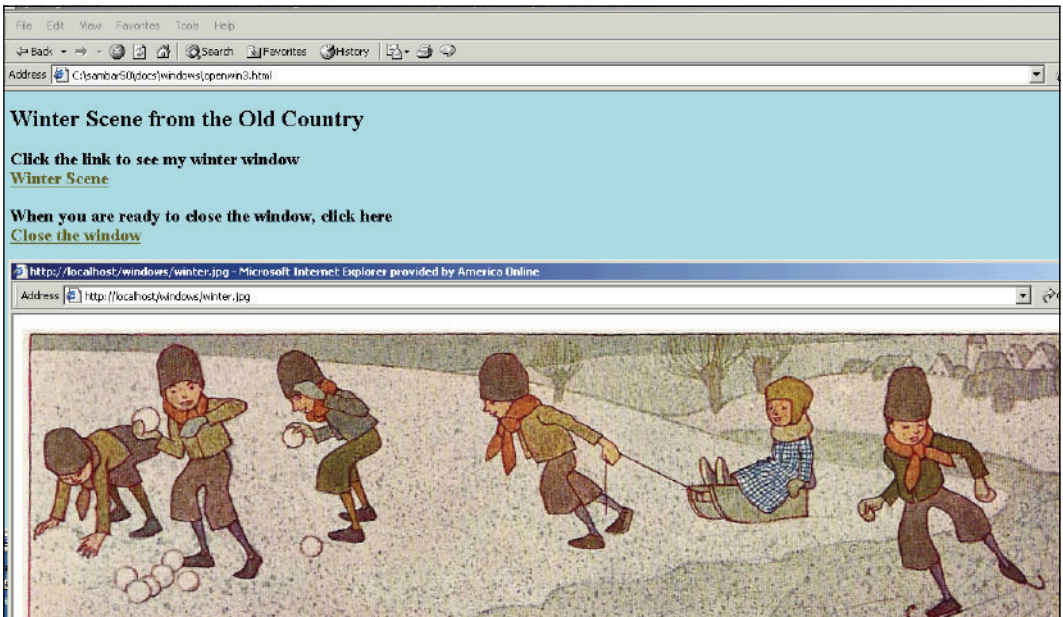 File Edit View Favorites Tools Help
Back Search Favorites History
Address C:\sambar50\docs\windows\openwin3.html
Winter Scene from the Old Country
Click the link to see my winter window
Winter Scene
When you are ready to close the window, click here
Close the window
http://localhost/windows/winter.jpg - Microsoft Internet Explorer provided by America Online
Address http://localhost/windows/winter.jpg